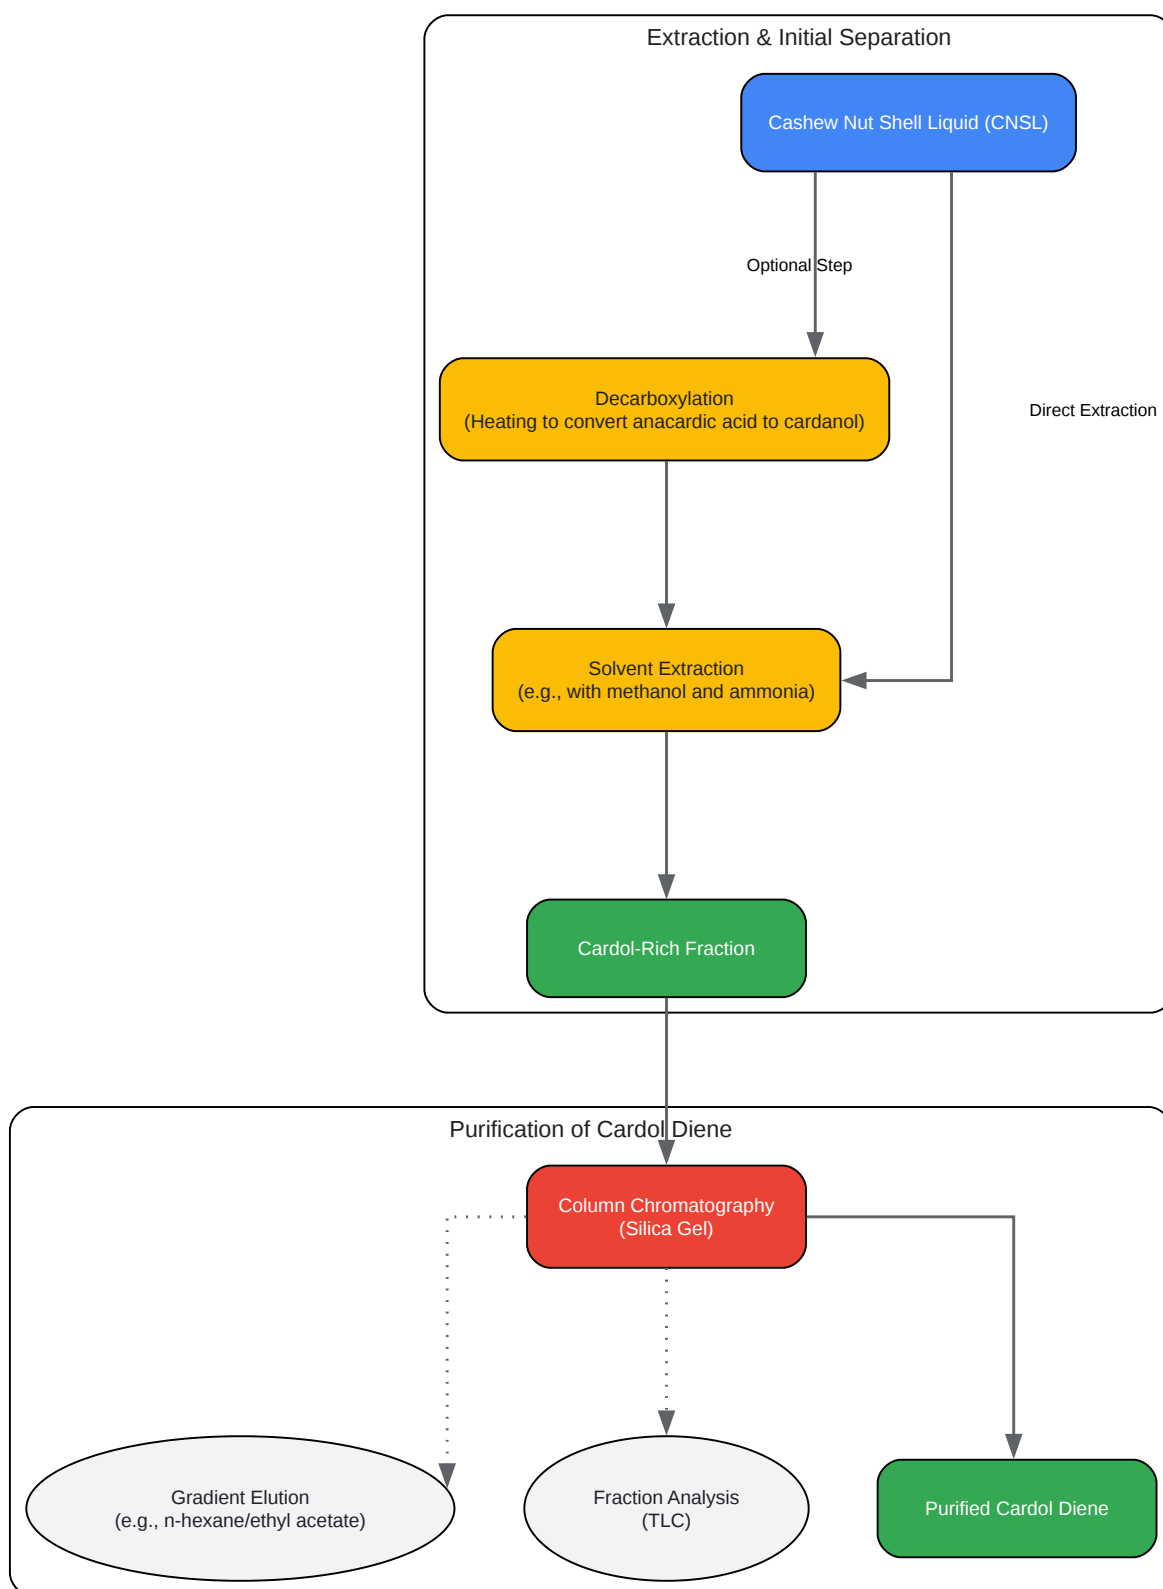 Extraction & Initial Separation
Cashew Nut Shell Liquid (CNSL)
Optional Step
Decarboxylation
(Heating to convert anacardic acid to cardanol)
Direct Extraction
Solvent Extraction
(e.g., with methanol and ammonia)
Cardol-Rich Fraction
Purification of Cardol Diene
Column Chromatography
(Silica Gel)
Gradient Elution
(e.g., n-hexane/ethyl acetate)
Fraction Analysis
(TLC)
Purified Cardol Diene